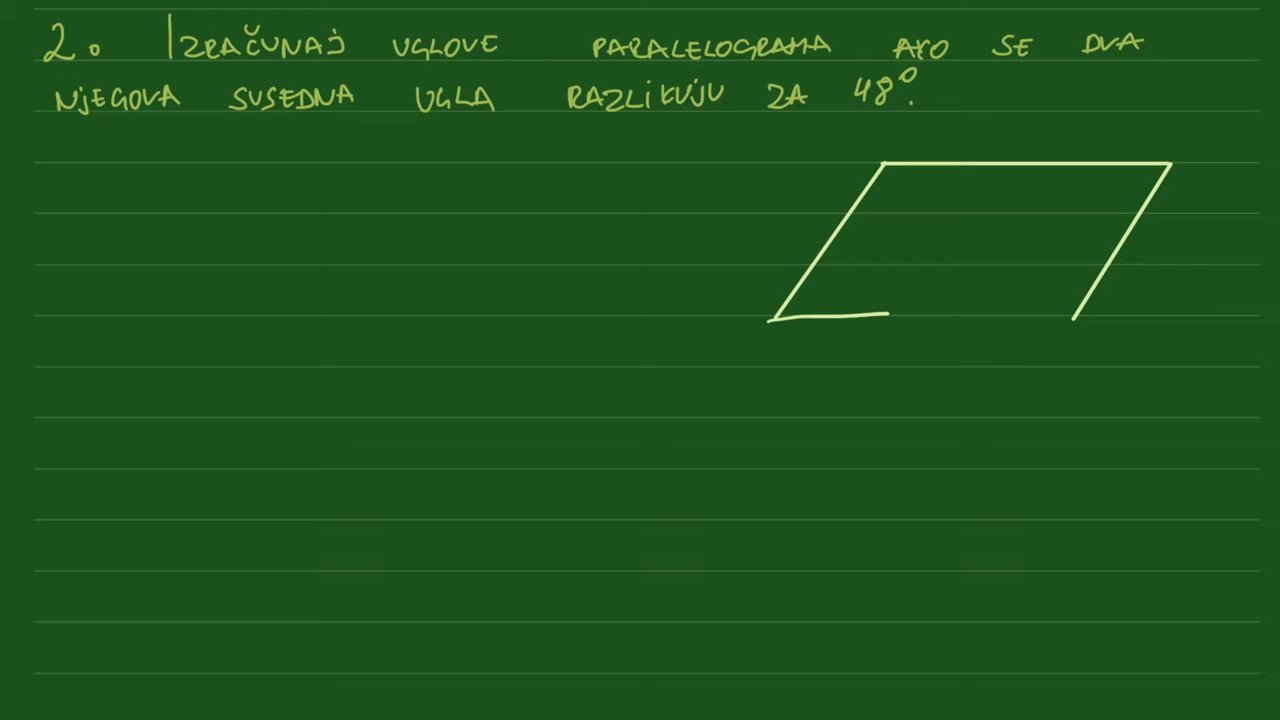 2. IZRAČUNAJ UGLOVE PARALELOGRAMA AKO SE DVA
NJEGOVA SUSEDNA UGLA RAZLIKUJU ZA 48°.